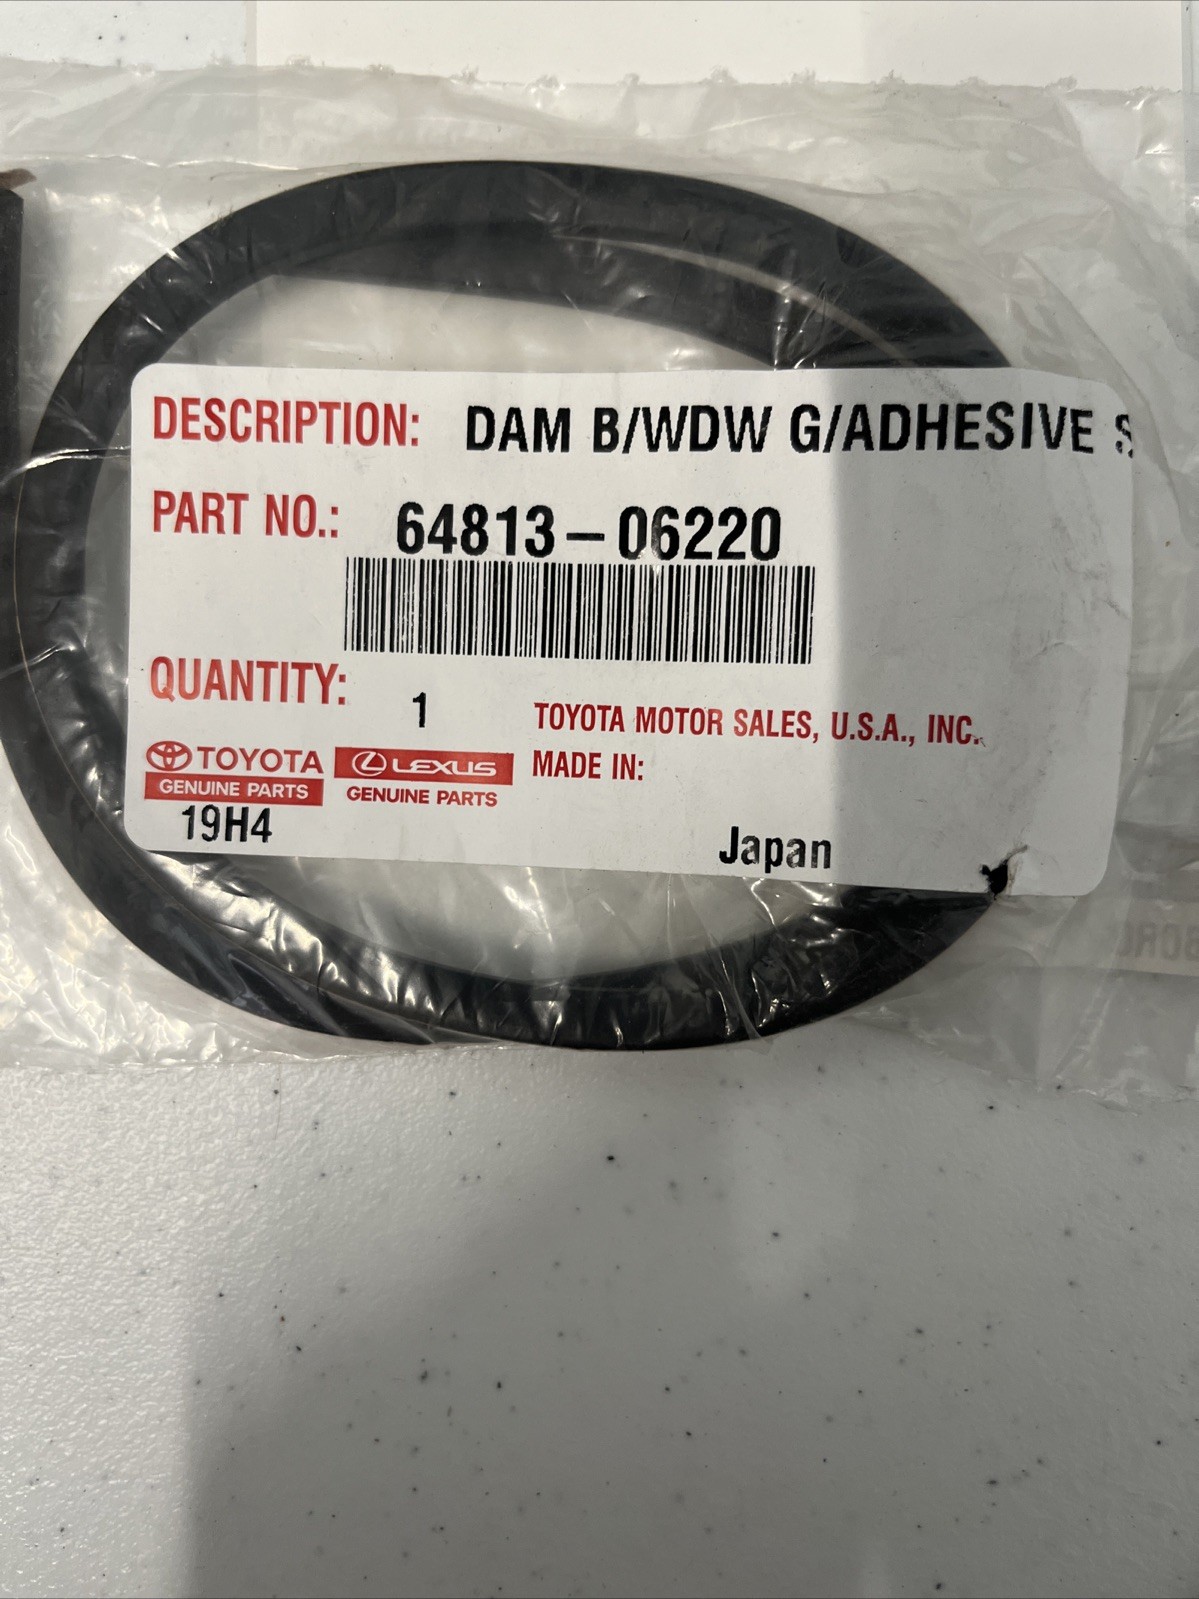 DESCRIPTION: DAM B/WDW G/ADHESIVE S
PART NO.: 64813-06220
QUANTITY: 1
TOYOTA MOTOR SALES, U.S.A., INC.
TOYOTA LEXUS MADE IN:
GENUINE PARTS GENUINE PARTS
19H4 Japan